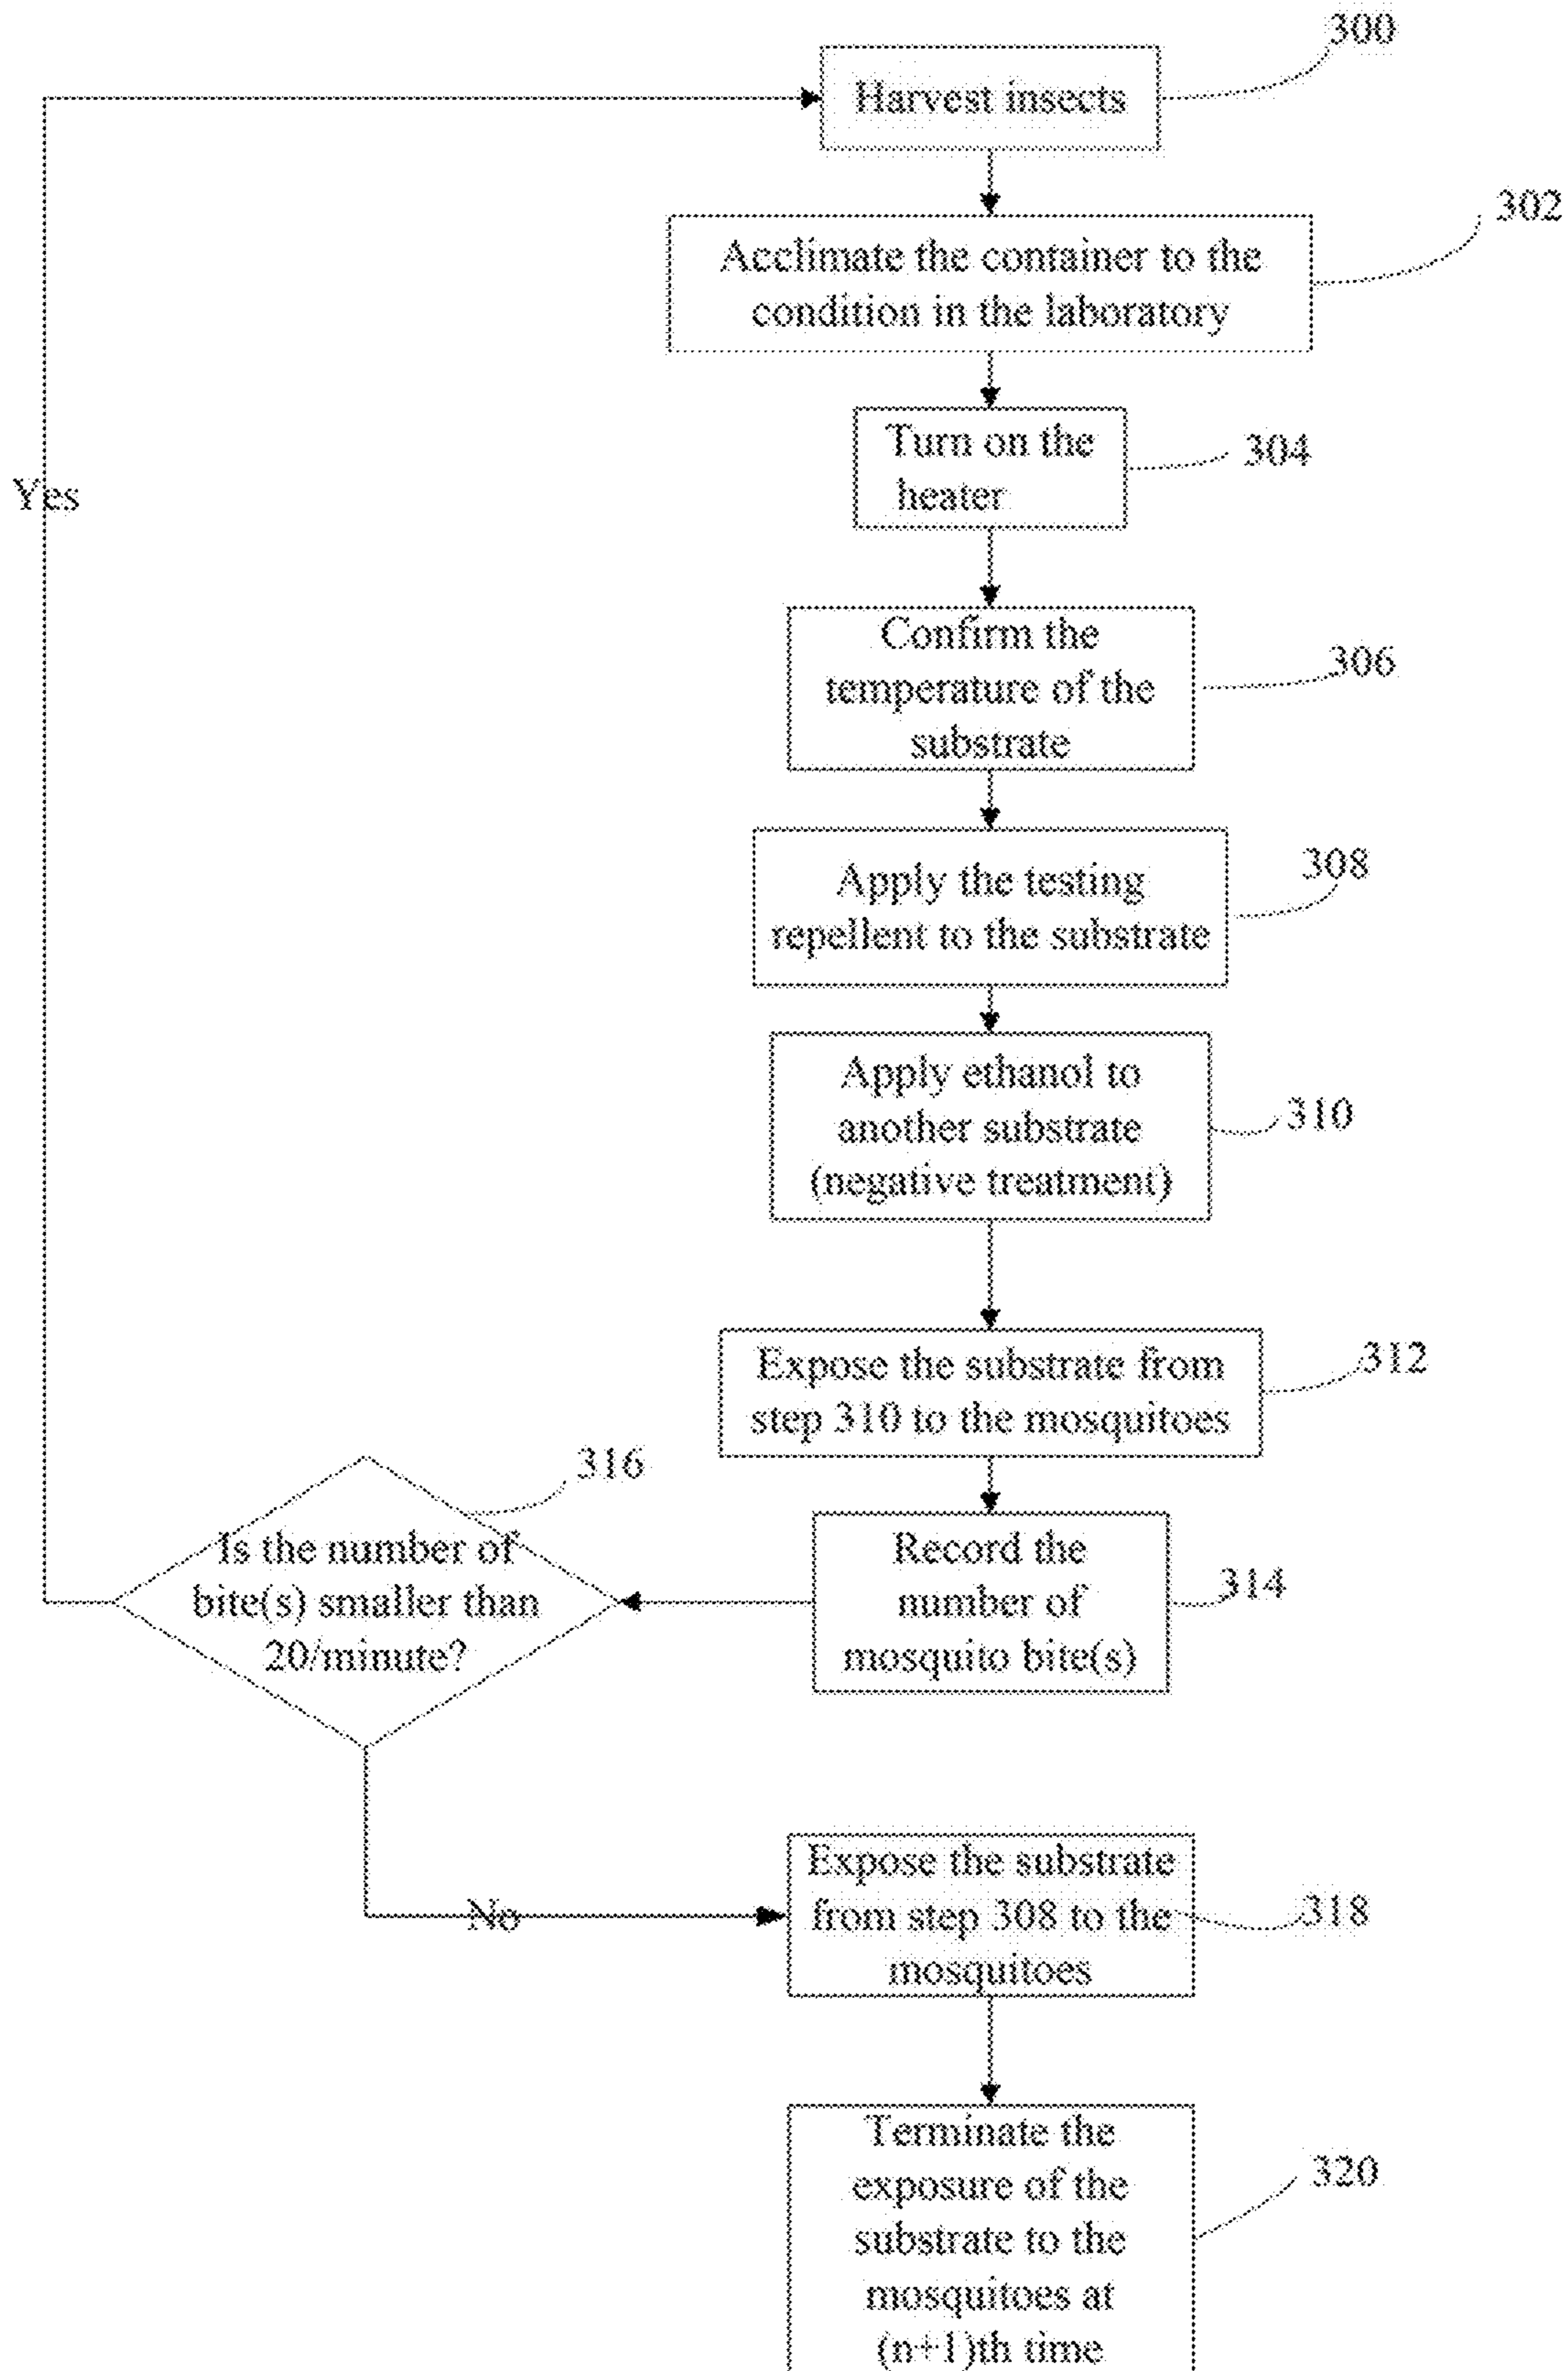 300
Harvest insects
302
Acclimate the container to the
condition in the laboratory
304
Turn on the
heater
Yes
306
Confirm the
temperature of the
substrate
308
Apply the testing
repellent to the substrate
310
Apply ethanol to
another substrate
(negative treatment)
312
Expose the substrate from
step 310 to the mosquitoes
314
Record the
number of
mosquito bite(s)
316
Is the number of
bite(s) smaller than
20/minute?
No
318
Expose the substrate
from step 308 to the
mosquitoes
320
Terminate the
exposure of the
substrate to the
mosquitoes at
(n+1)th time